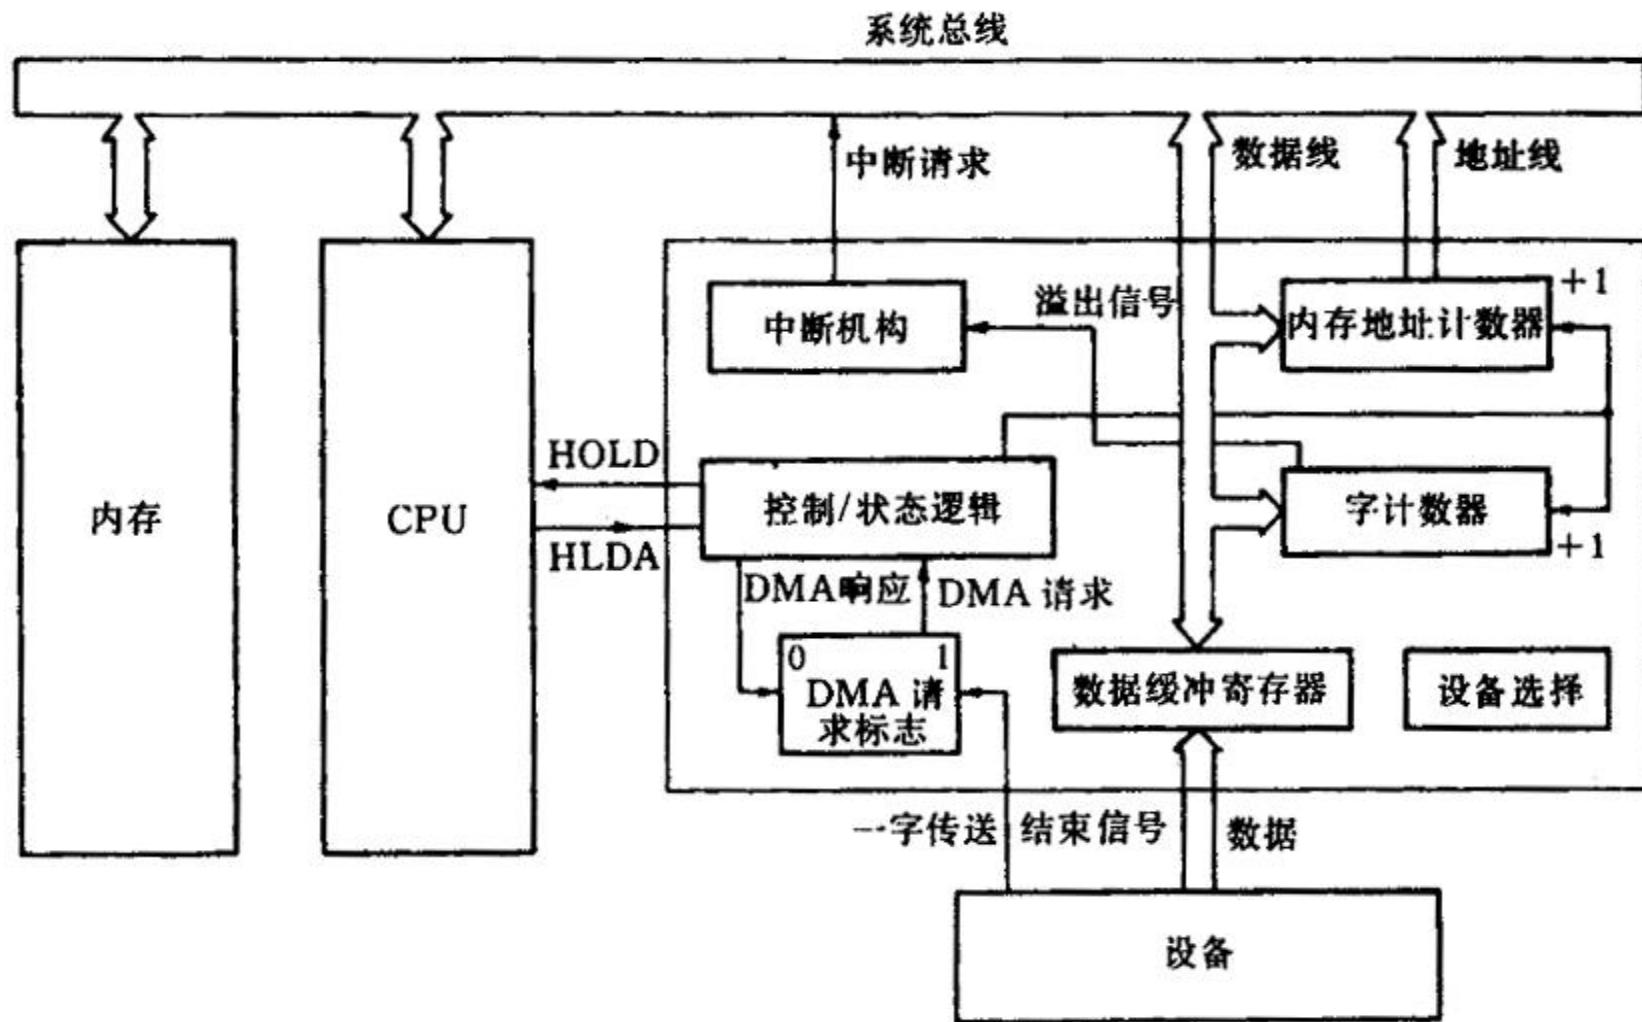 系统总线
中断请求
数据线
地址线
中断机构
溢出信号
+1
内存地址计数器
内存
CPU
HOLD
HLDA
控制/状态逻辑
字计数器
+1
DMA响应
DMA 请求
0 1
DMA 请
求标志
数据缓冲寄存器
设备选择
一字传送
结束信号
数据
设备